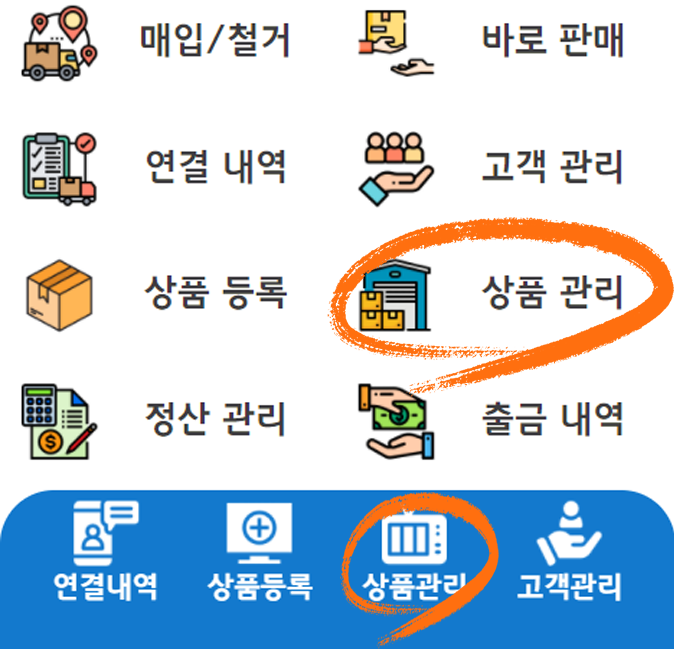 매입/철거
바로 판매
연결 내역
고객 관리
상품 등록
상품 관리
정산 관리
출금 내역
연결내역
상품등록
상품관리
고객관리